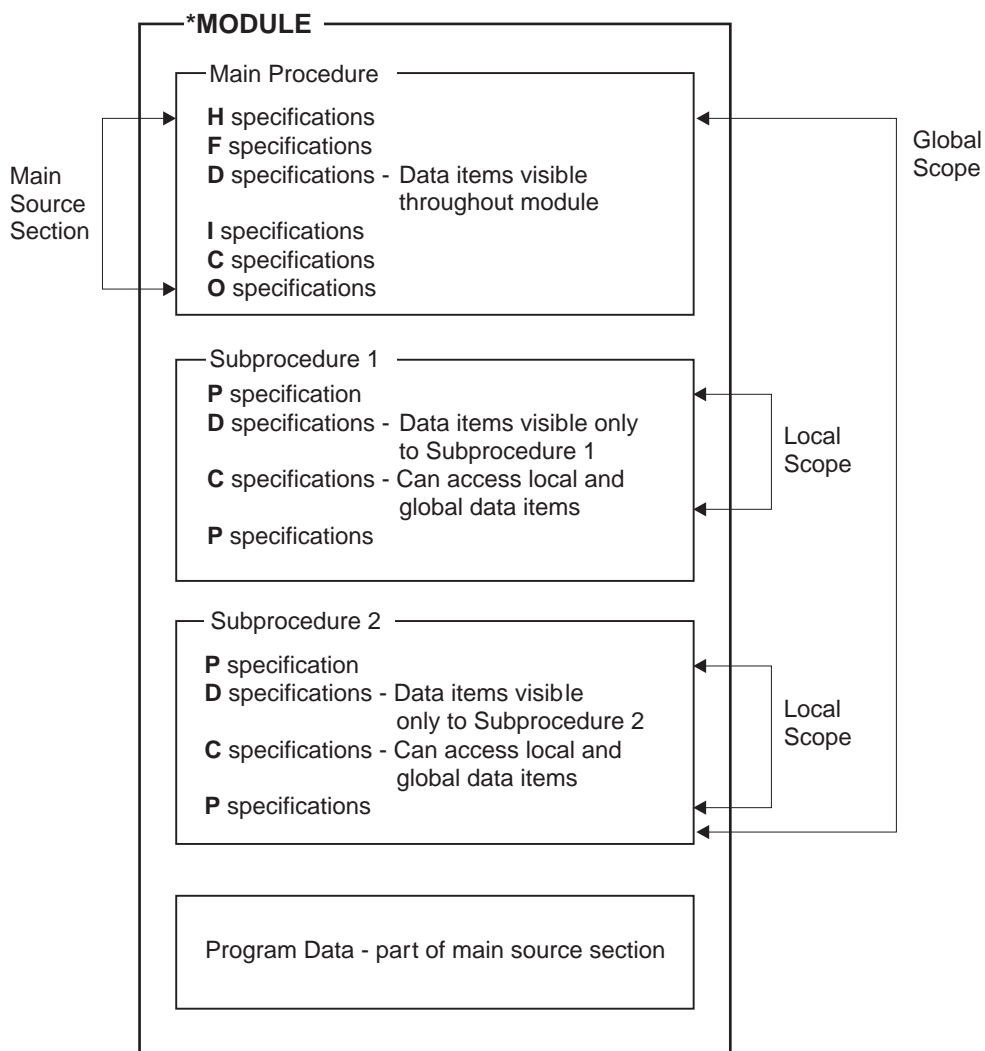 *MODULE
Main Procedure
H specifications
F specifications
D specifications - Data items visible
throughout module
I specifications
C specifications
O specifications
Main
Source
Section
Global
Scope
Subprocedure 1
P specification
D specifications - Data items visible only
to Subprocedure 1
C specifications - Can access local and
global data items
P specifications
Local
Scope
Subprocedure 2
P specification
D specifications - Data items visible
only to Subprocedure 2
C specifications - Can access local and
global data items
P specifications
Local
Scope
Program Data - part of main source section